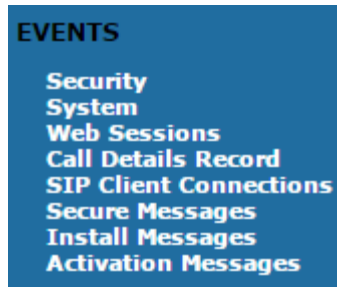 EVENTS
Security
System
Web Sessions
Call Details Record
SIP Client Connections
Secure Messages
Install Messages
Activation Messages